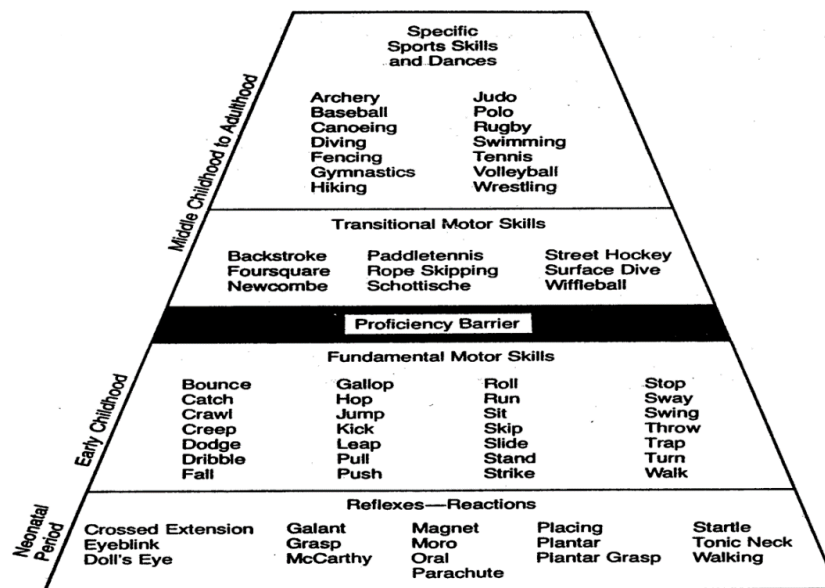 Specific
Sports Skills
and Dances
Archery Judo
Baseball Polo
Canoeing Rugby
Diving Swimming
Fencing Tennis
Gymnastics Volleyball
Hiking Wrestling
Middle Childhood to Adulthood
Transitional Motor Skills
Backstroke Paddletennis Street Hockey
Foursquare Rope Skipping Surface Dive
Newcombe Schottische Wiffleball
Proficiency Barrier
Fundamental Motor Skills
Bounce Gallop Roll Stop
Catch Hop Run Sway
Crawl Jump Sit Swing
Creep Kick Skip Throw
Dodge Leap Slide Trap
Dribble Pull Stand Turn
Fall Push Strike Walk
Early Childhood
Reflexes—Reactions
Crossed Extension Galant Magnet Placing Startle
Eyeblink Grasp Moro Plantar Tonic Neck
Doll's Eye McCarthy Oral Plantar Grasp Walking
Parachute
Neonatal
Period